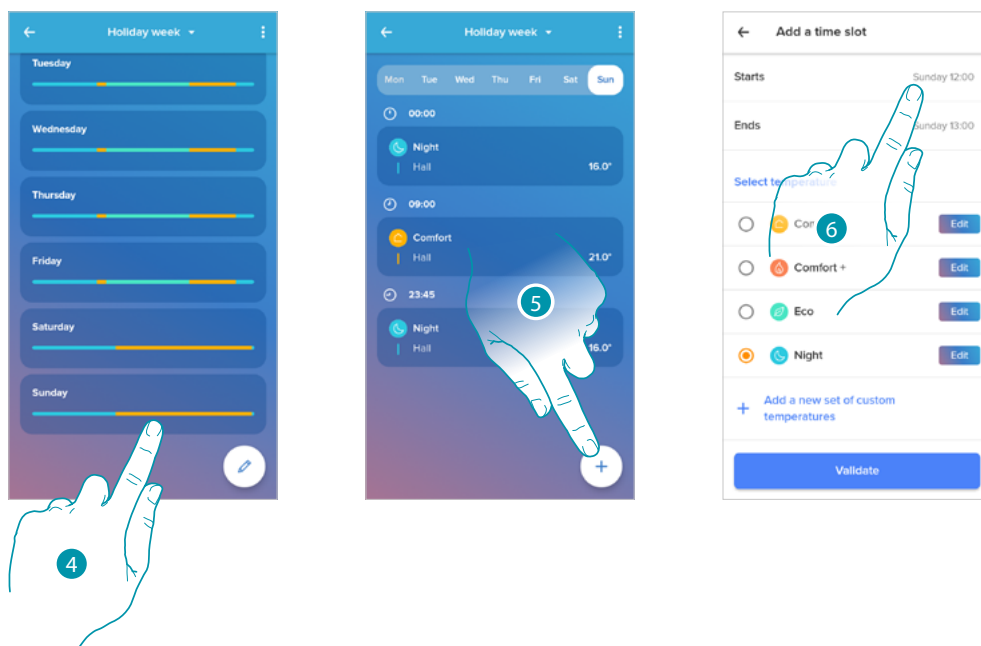 Holiday week
Tuesday
Wednesday
Thursday
Friday
Saturday
Sunday
4
Holiday week
Mon Tue Wed Thu Fri Sat Sun
00:00
Night
Hall 16.0°
09:00
Comfort
Hall 21.0°
23:45
Night
Hall 16.0°
5
Add a time slot
Starts Sunday 12:00
Ends Sunday 13:00
Select temperature
Edit
6
Comfort + Edit
Eco Edit
Night Edit
Add a new set of custom
temperatures
Validate